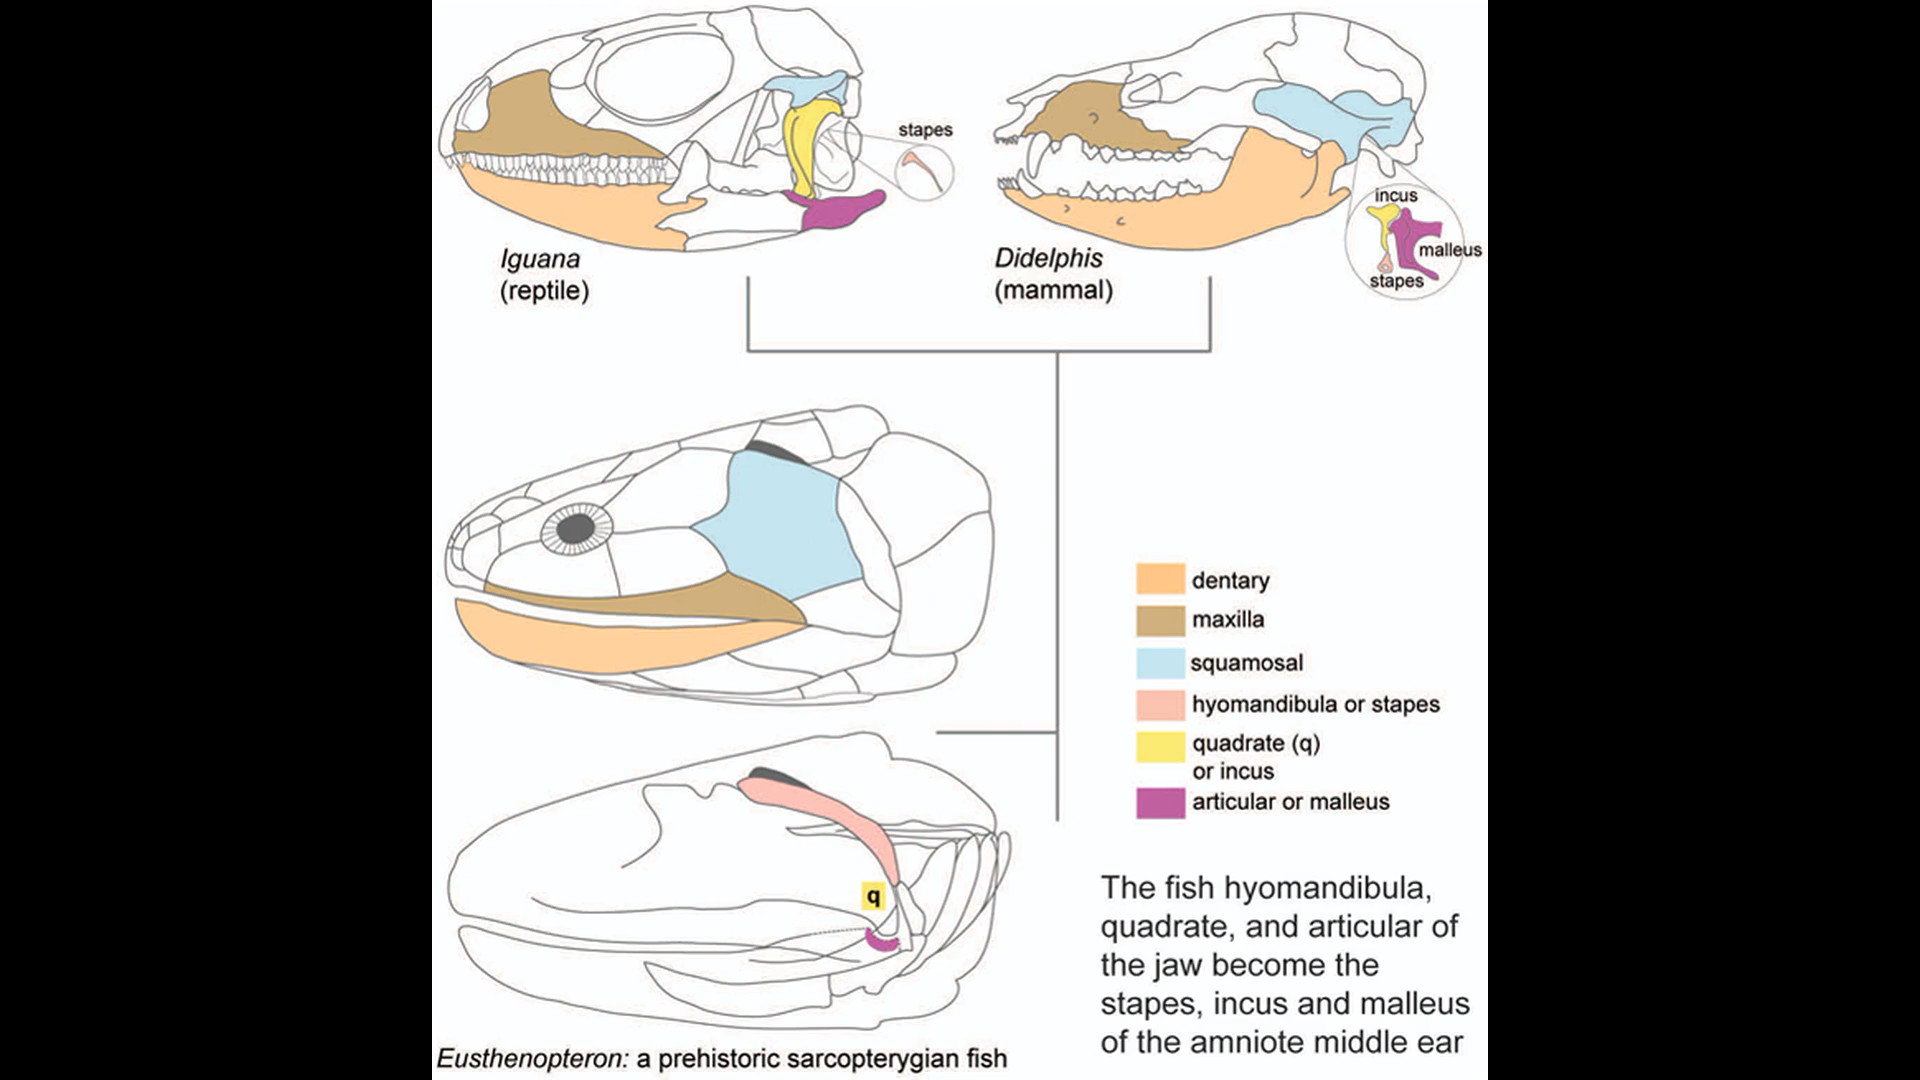 stapes
incus
malleus
stapes
Iguana
(reptile)
Didelphis
(mammal)
dentary
maxilla
squamosal
hyomandibula or stapes
quadrate (q)
or incus
articular or malleus
q
The fish hyomandibula,
quadrate, and articular of
the jaw become the
stapes, incus and malleus
of the amniote middle ear
Eusthenopteron: a prehistoric sarcopterygian fish